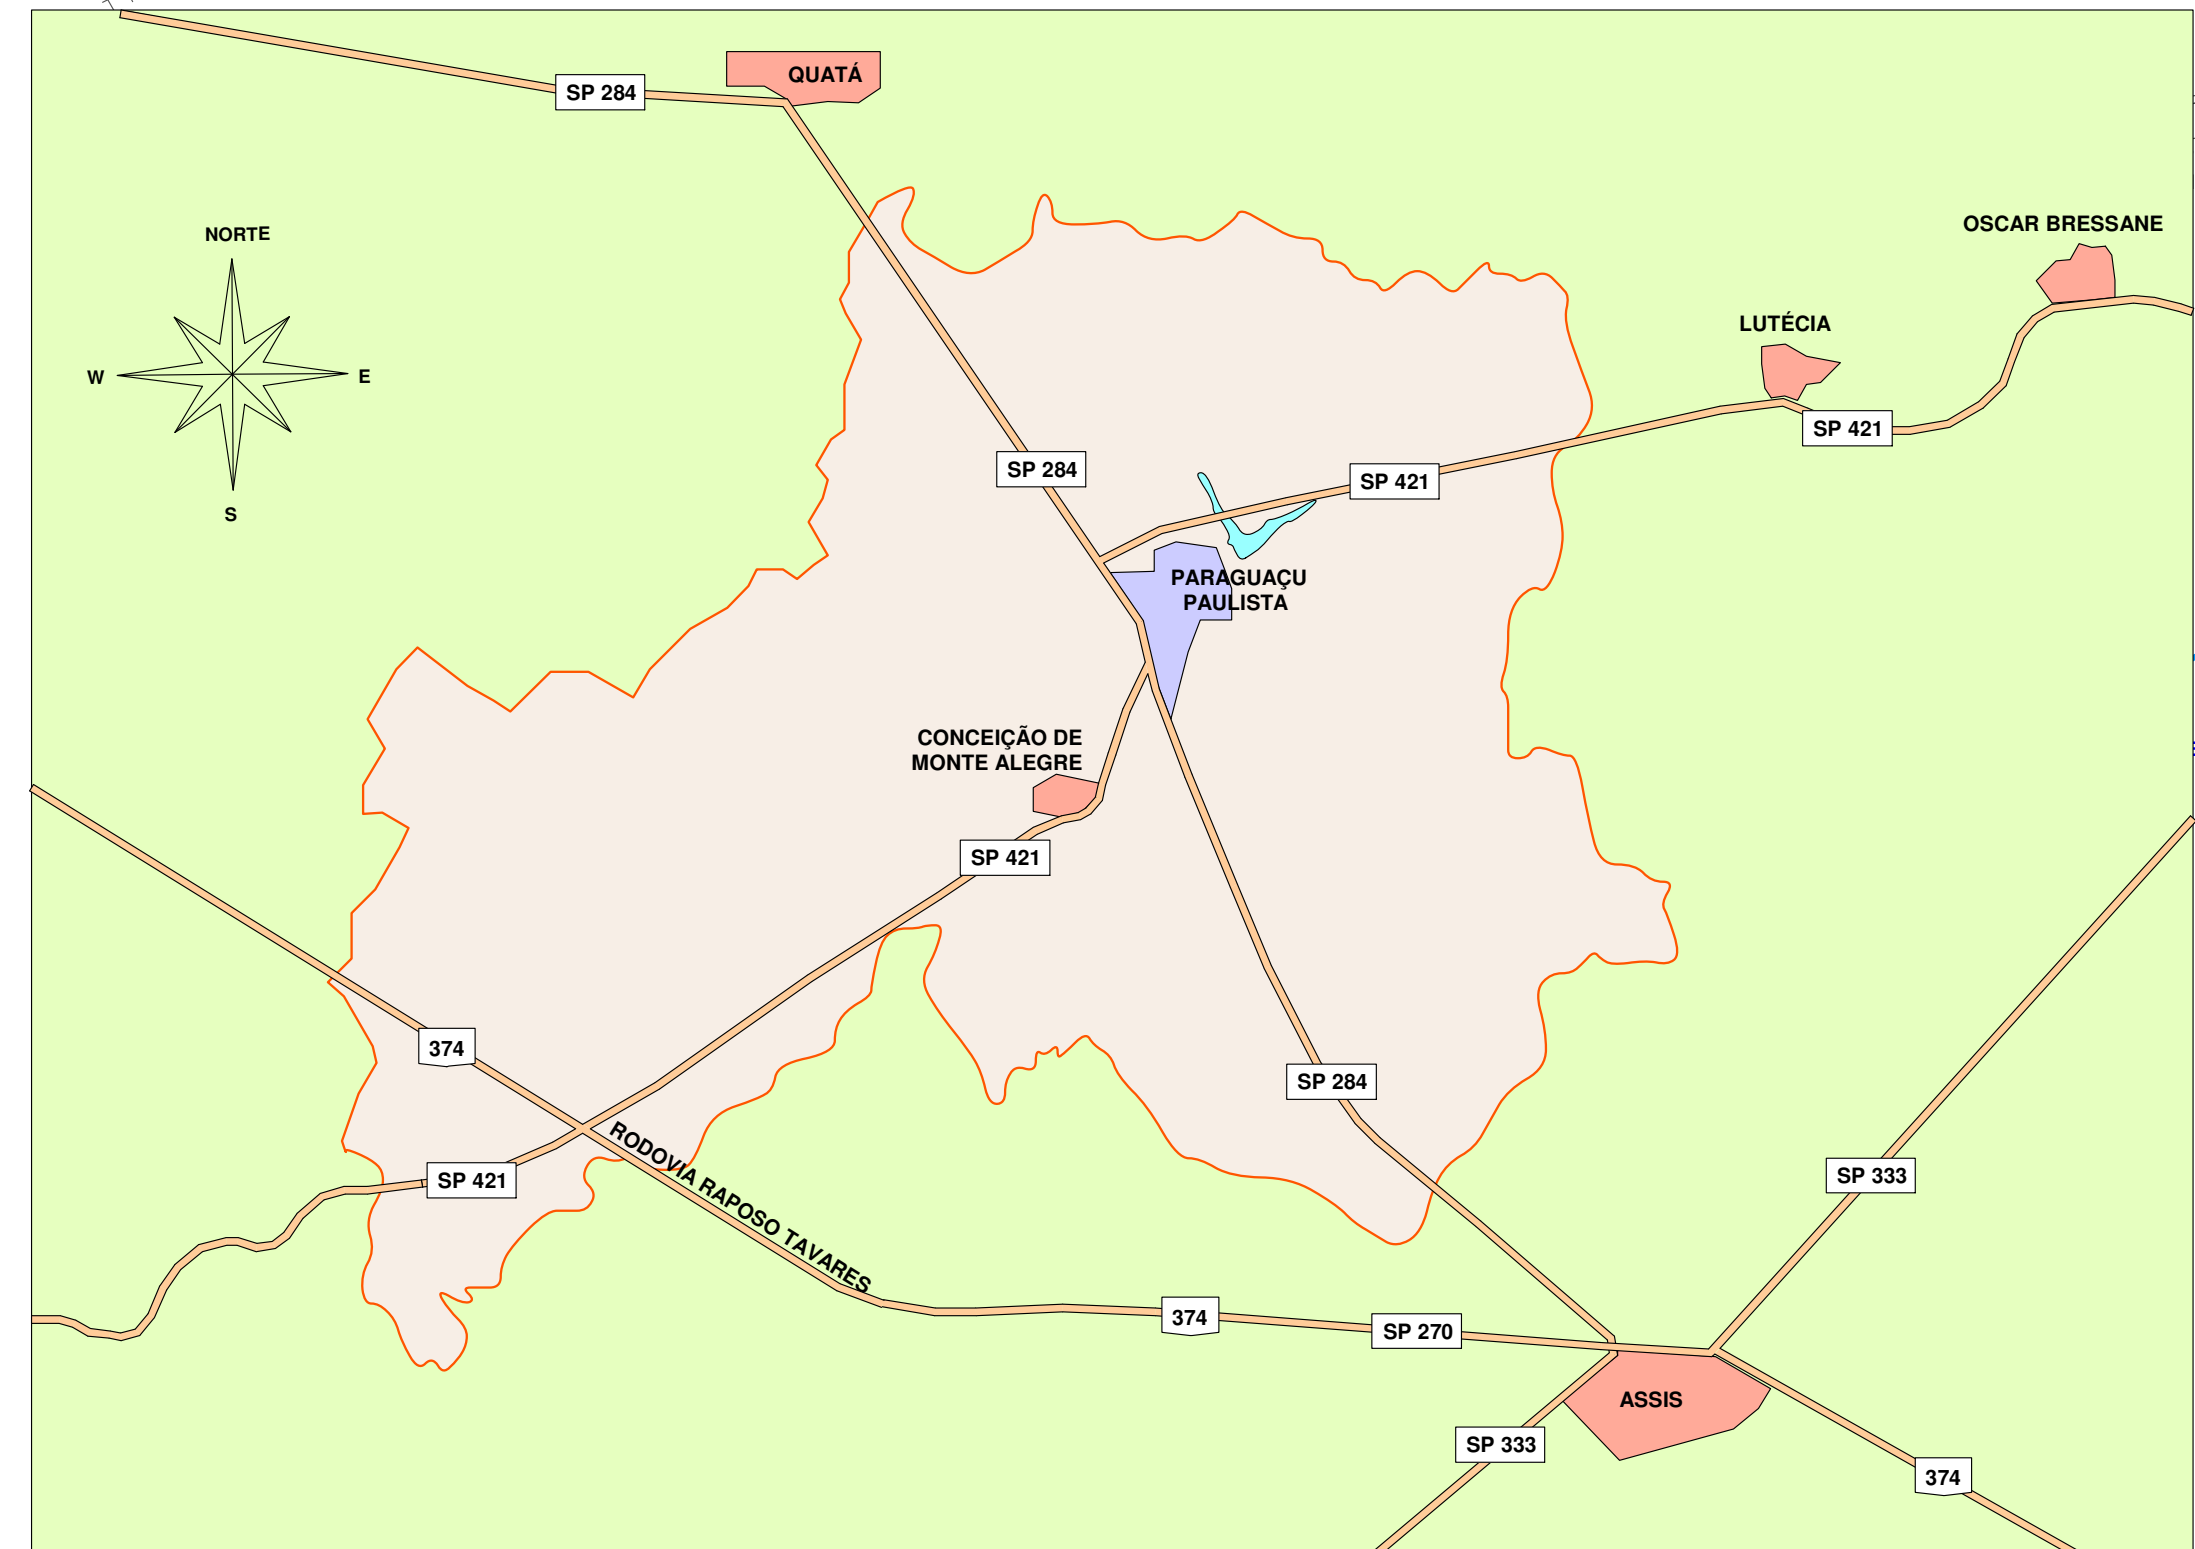 QUATÁ
SP 284
OSCAR BRESSANE
NORTE
LUTÉCIA
W
E
SP 421
SP 284
SP 421
S
PARAGUAÇU
PAULISTA
CONCEIÇÃO DE
MONTE ALEGRE
SP 421
374
SP 284
RODOVIA RAPOSO TAVARES
SP 421
SP 333
374
SP 270
ASSIS
SP 333
374